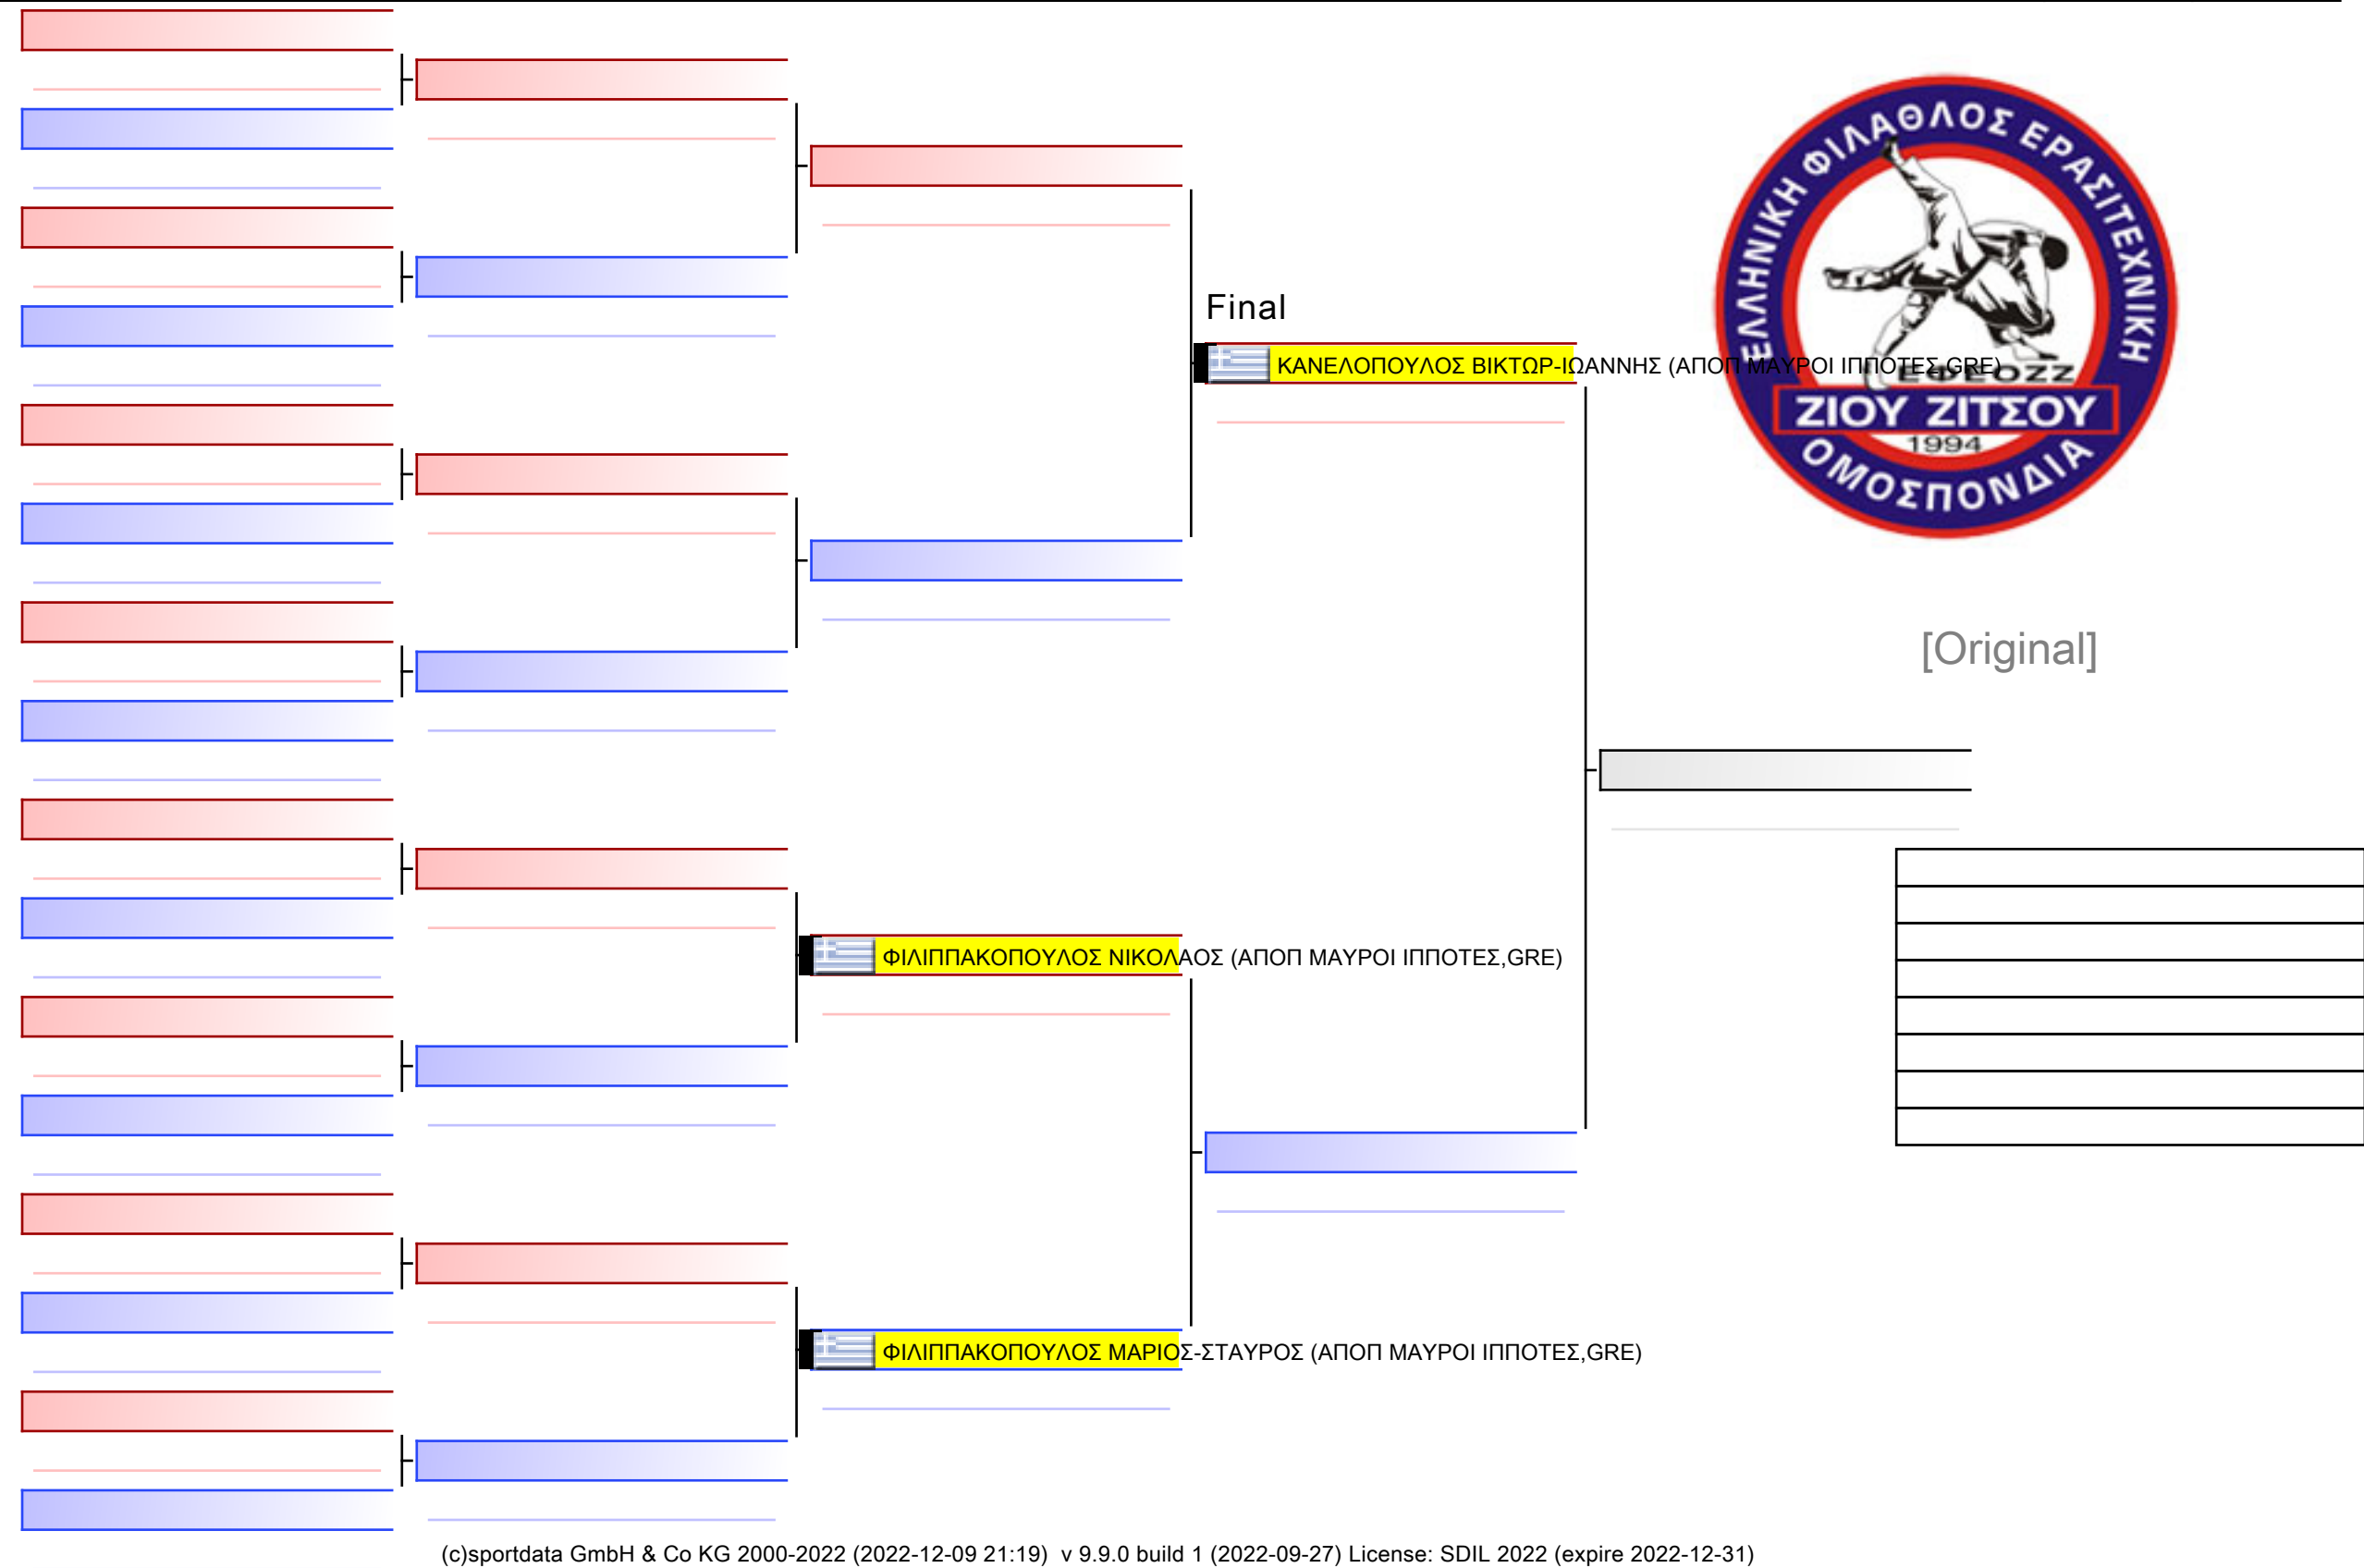 ΕΛΛΗΝΙΚΗ ΦΙΛΑΘΛΟΣ ΕΡΑΣΙΤΕΧΝΙΚΗ
Final
ΚΑΝΕΛΟΠΟΥΛΟΣ ΒΙΚΤΩΡ-ΙΩΑΝΝΗΣ (ΑΠΟΠ ΜΑΥΡΟΙ ΙΠΠΟΤΕΣ,GRE)
ΕΦΕΟΖΖ
ΖΙΟΥ ΖΙΤΣΟΥ
1994
ΟΜΟΣΠΟΝΔΙΑ
[Original]
ΦΙΛΙΠΠΑΚΟΠΟΥΛΟΣ ΝΙΚΟΛΑΟΣ (ΑΠΟΠ ΜΑΥΡΟΙ ΙΠΠΟΤΕΣ,GRE)
ΦΙΛΙΠΠΑΚΟΠΟΥΛΟΣ ΜΑΡΙΟΣ-ΣΤΑΥΡΟΣ (ΑΠΟΠ ΜΑΥΡΟΙ ΙΠΠΟΤΕΣ,GRE)
(c)sportdata GmbH & Co KG 2000-2022 (2022-12-09 21:19)  v 9.9.0 build 1 (2022-09-27) License: SDIL 2022 (expire 2022-12-31)